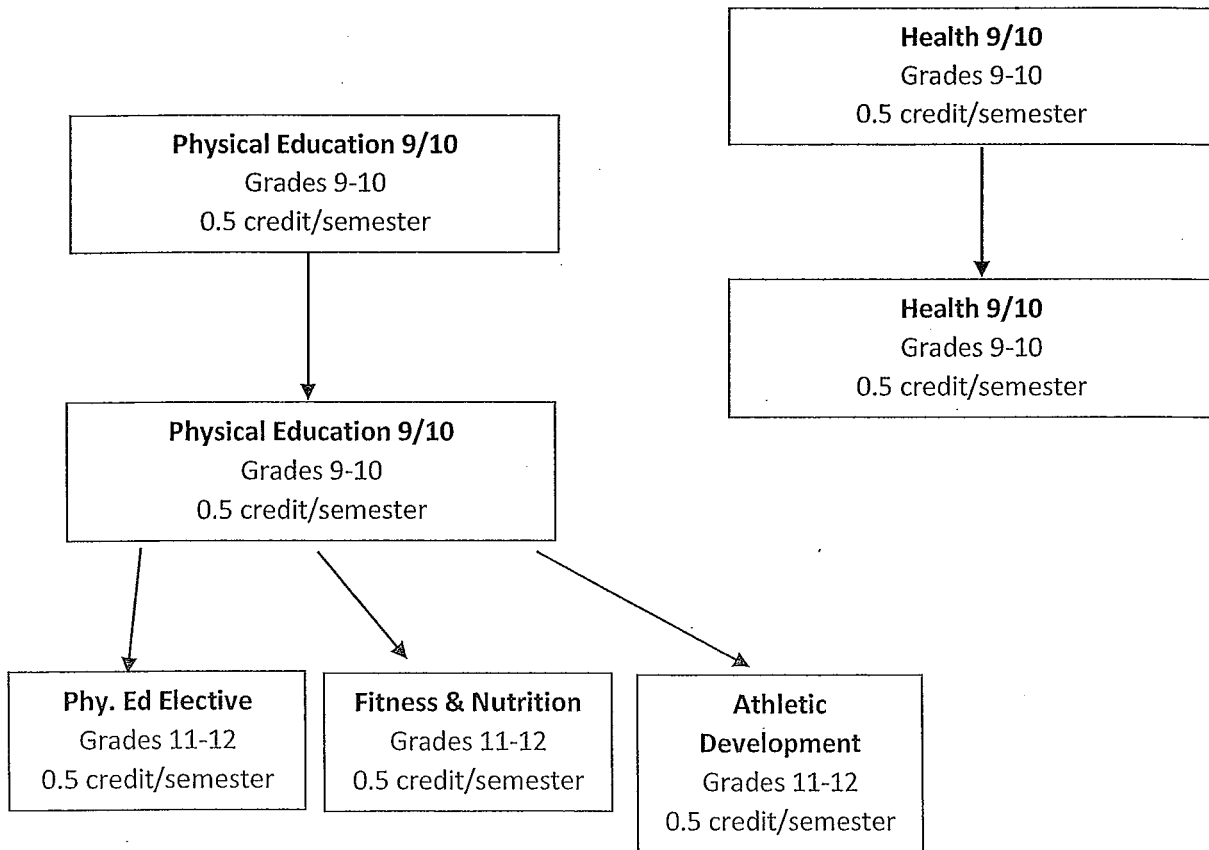 Health 9/10
Grades 9-10
0.5 credit/semester
Physical Education 9/10
Grades 9-10
0.5 credit/semester
Health 9/10
Grades 9-10
0.5 credit/semester
Physical Education 9/10
Grades 9-10
0.5 credit/semester
Phy. Ed Elective
Grades 11-12
0.5 credit/semester
Fitness & Nutrition
Grades 11-12
0.5 credit/semester
Athletic
Development
Grades 11-12
0.5 credit/semester